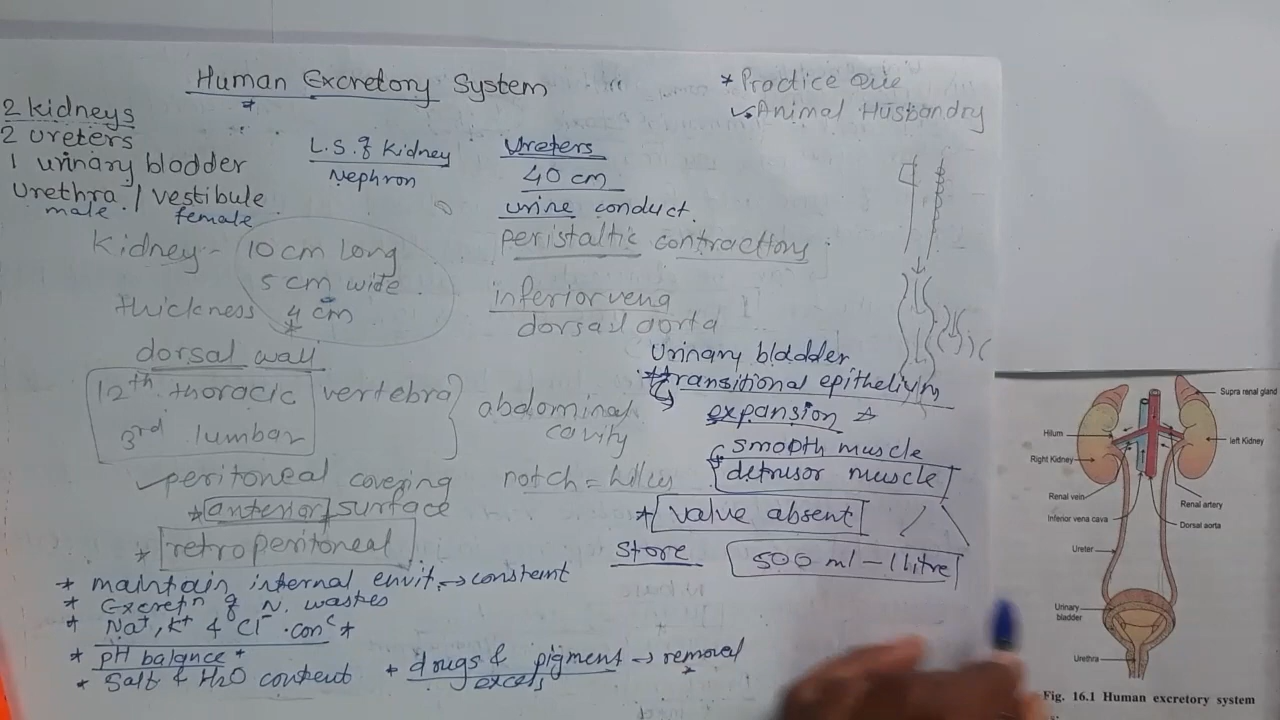 Human Excretory System
* Practice Que
Animal Husbandry
2 kidneys
2 ureters
1 urinary bladder
urethra / vestibule
male female
L.S. of Kidney
Nephron
Ureters
40 cm
urine conduct.
peristaltic contractions
Kidney - 10 cm long
5 cm wide.
thickness 4 cm
inferior vena
dorsal aorta
dorsal wall
12th thoracic vertebra
3rd lumbar
abdominal
cavity
peritoneal covering
* anterior surface
* retroperitoneal
notch = hilus
Urinary bladder
transitional epithelium
expansion
smooth muscle
detrusor muscle
* valve absent
Store 500 ml - 1 litre
* maintain internal envit. → constant
* Excretn of N. wastes
* Na+, K+ & Cl- conc *
* pH balance *
* Salt & H2O content
* drugs & pigment → removal
excess
Supra renal gland
Hilum
left Kidney
Right Kidney
Renal vein
Renal artery
Inferior vena cava
Dorsal aorta
Ureter
Urinary
bladder
Urethra
Fig. 16.1 Human excretory system